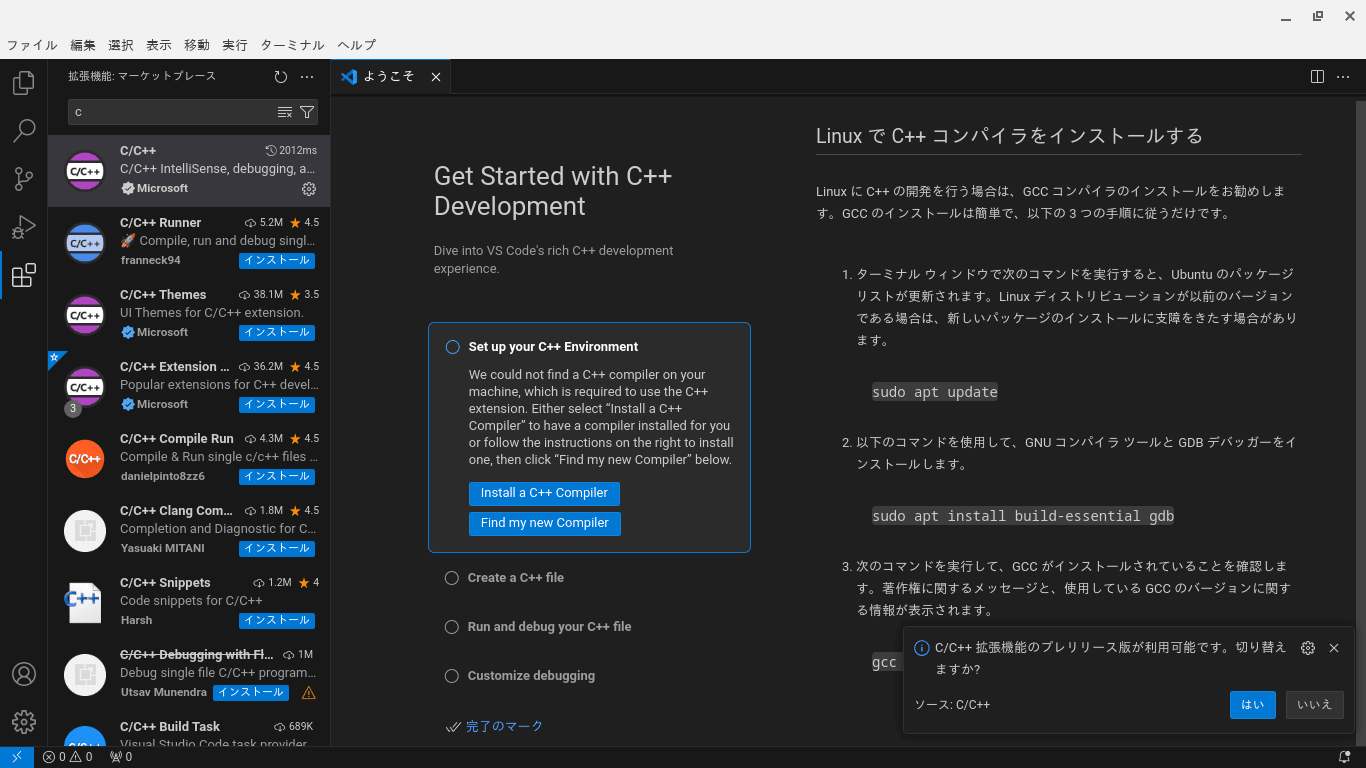 ファイル 編集 選択 表示 移動 実行 ターミナル ヘルプ
拡張機能: マーケットプレース
c
C/C++ 2012ms
C/C++ IntelliSense, debugging, a...
Microsoft
C/C++ Runner 5.2M 4.5
🚀 Compile, run and debug singl...
franneck94 インストール
C/C++ Themes 38.1M 3.5
UI Themes for C/C++ extension.
Microsoft インストール
C/C++ Extension ... 36.2M 4.5
Popular extensions for C++ devel...
Microsoft インストール
3
C/C++ Compile Run 4.3M 4.5
Compile & Run single c/c++ files ...
danielpinto8zz6 インストール
C/C++ Clang Com... 1.8M 4.5
Completion and Diagnostic for C...
Yasuaki MITANI インストール
C/C++ Snippets 1.2M 4
Code snippets for C/C++
Harsh インストール
C/C++ Debugging with Fl... 1M
Debug single file C/C++ program...
Utsav Munendra インストール
C/C++ Build Task 689K
Visual Studio Code task provider
ようこそ
Get Started with C++
Development
Dive into VS Code's rich C++ development
experience.
Set up your C++ Environment
We could not find a C++ compiler on your
machine, which is required to use the C++
extension. Either select “Install a C++
Compiler” to have a compiler installed for you
or follow the instructions on the right to install
one, then click “Find my new Compiler” below.
Install a C++ Compiler
Find my new Compiler
Create a C++ file
Run and debug your C++ file
Customize debugging
完了のマーク
Linux で C++ コンパイラをインストールする
Linux に C++ の開発を行う場合は、GCC コンパイラのインストールをお勧めしま
す。GCC のインストールは簡単で、以下の 3 つの手順に従うだけです。
1. ターミナル ウィンドウで次のコマンドを実行すると、Ubuntu のパッケージ
リストが更新されます。Linux ディストリビューションが以前のバージョン
である場合は、新しいパッケージのインストールに支障をきたす場合があり
ます。
sudo apt update
2. 以下のコマンドを使用して、GNU コンパイラ ツールと GDB デバッガーをイ
ンストールします。
sudo apt install build-essential gdb
3. 次のコマンドを実行して、GCC がインストールされていることを確認しま
す。著作権に関するメッセージと、使用している GCC のバージョンに関す
る情報が表示されます。
gcc
C/C++ 拡張機能のプレリリース版が利用可能です。切り替え
ますか?
ソース: C/C++ はい いいえ
0 0 0